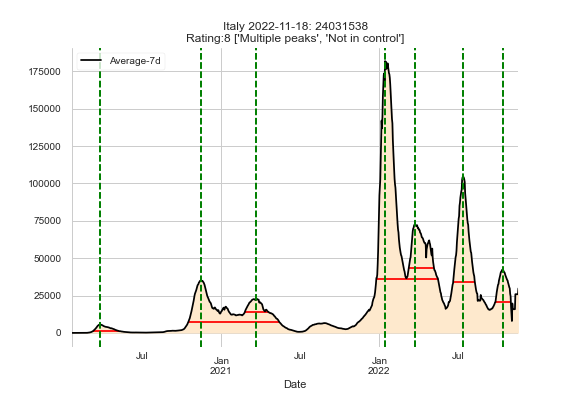 Italy 2022-11-18: 24031538
Rating:8 ['Multiple peaks', 'Not in control']
Average-7d
175000
150000
125000
100000
75000
50000
25000
0
Jul
Jan
2021
Jul
Jan
2022
Jul
Date